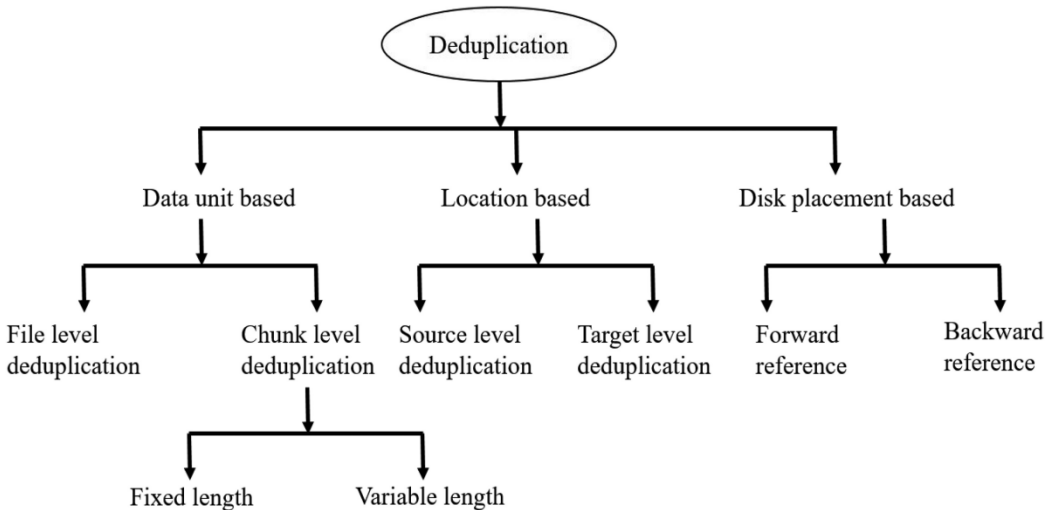 Deduplication
Data unit based
Location based
Disk placement based
File level
deduplication
Chunk level
deduplication
Source level
deduplication
Target level
deduplication
Forward
reference
Backward
reference
Fixed length
Variable length